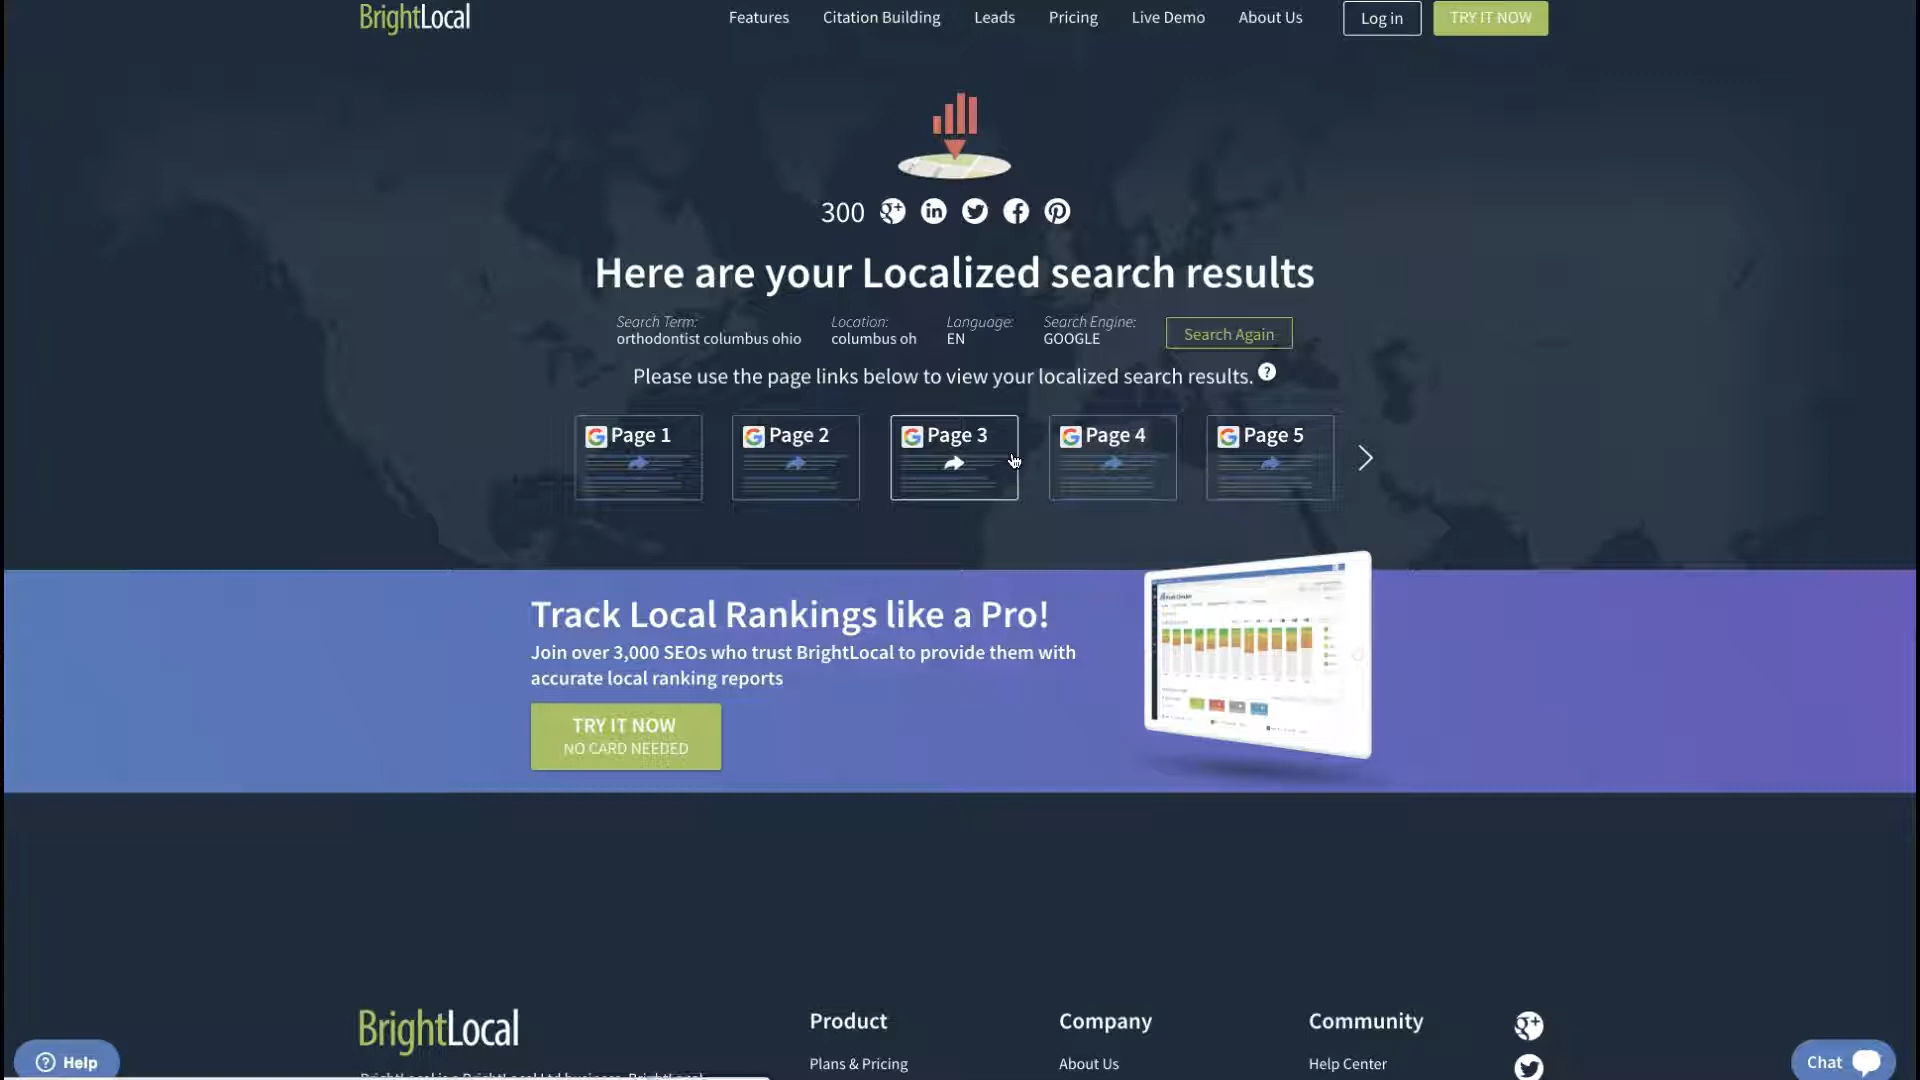 BrightLocal
Features Citation Building Leads Pricing Live Demo About Us Log in TRY IT NOW
300
Here are your Localized search results
Search Term: Location: Language: Search Engine:
orthodontist columbus ohio columbus oh EN GOOGLE Search Again
Please use the page links below to view your localized search results. ?
Page 1 Page 2 Page 3 Page 4 Page 5
Track Local Rankings like a Pro!
Join over 3,000 SEOs who trust BrightLocal to provide them with
accurate local ranking reports
TRY IT NOW
NO CARD NEEDED
BrightLocal Product Company Community
Plans & Pricing About Us Help Center
? Help Chat